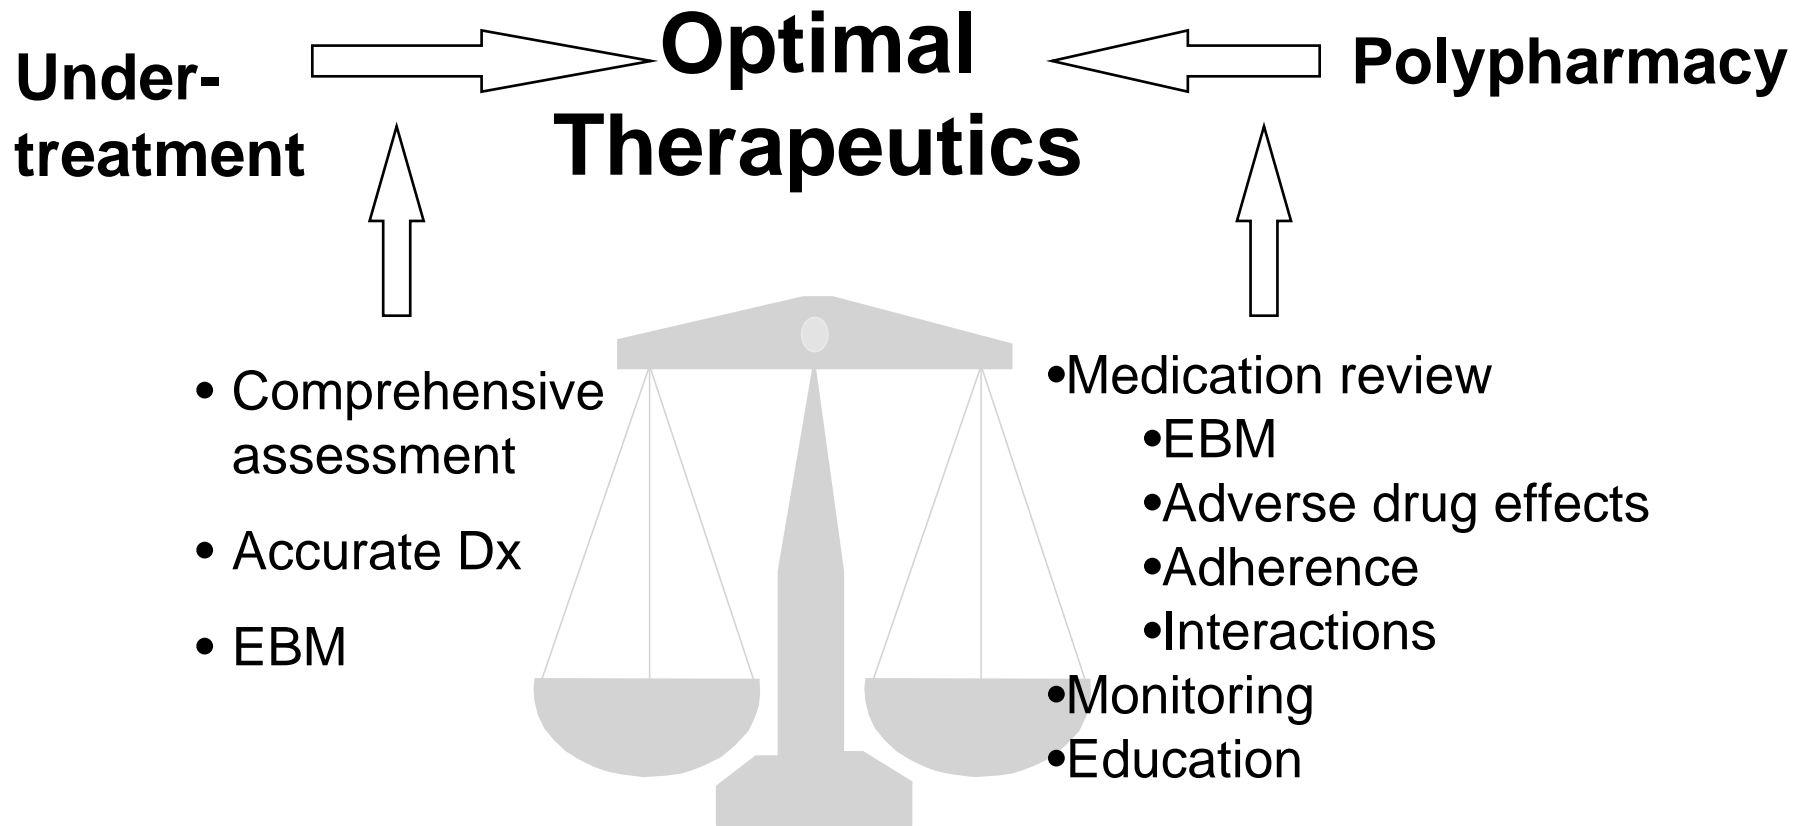 Under-
treatment
Optimal
Therapeutics
Polypharmacy
• Comprehensive
assessment
• Accurate Dx
• EBM
•Medication review
•EBM
•Adverse drug effects
•Adherence
•Interactions
•Monitoring
•Education